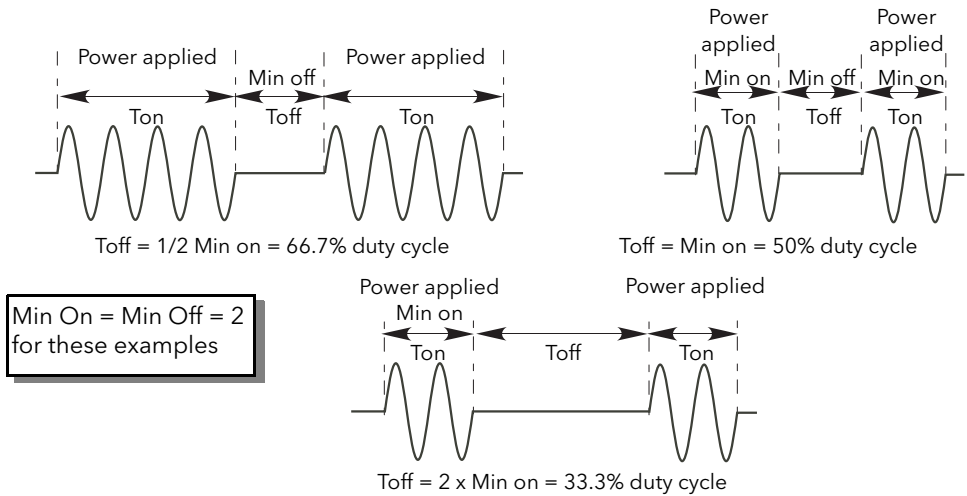 Power applied
Power applied
Min off
Ton
Toff
Ton
Toff = 1/2 Min on = 66.7% duty cycle
Power
applied
Power
applied
Min on
Min off
Min on
Ton
Toff
Ton
Toff = Min on = 50% duty cycle
Min On = Min Off = 2
for these examples
Power applied
Power applied
Min on
Ton
Toff
Ton
Toff = 2 x Min on = 33.3% duty cycle